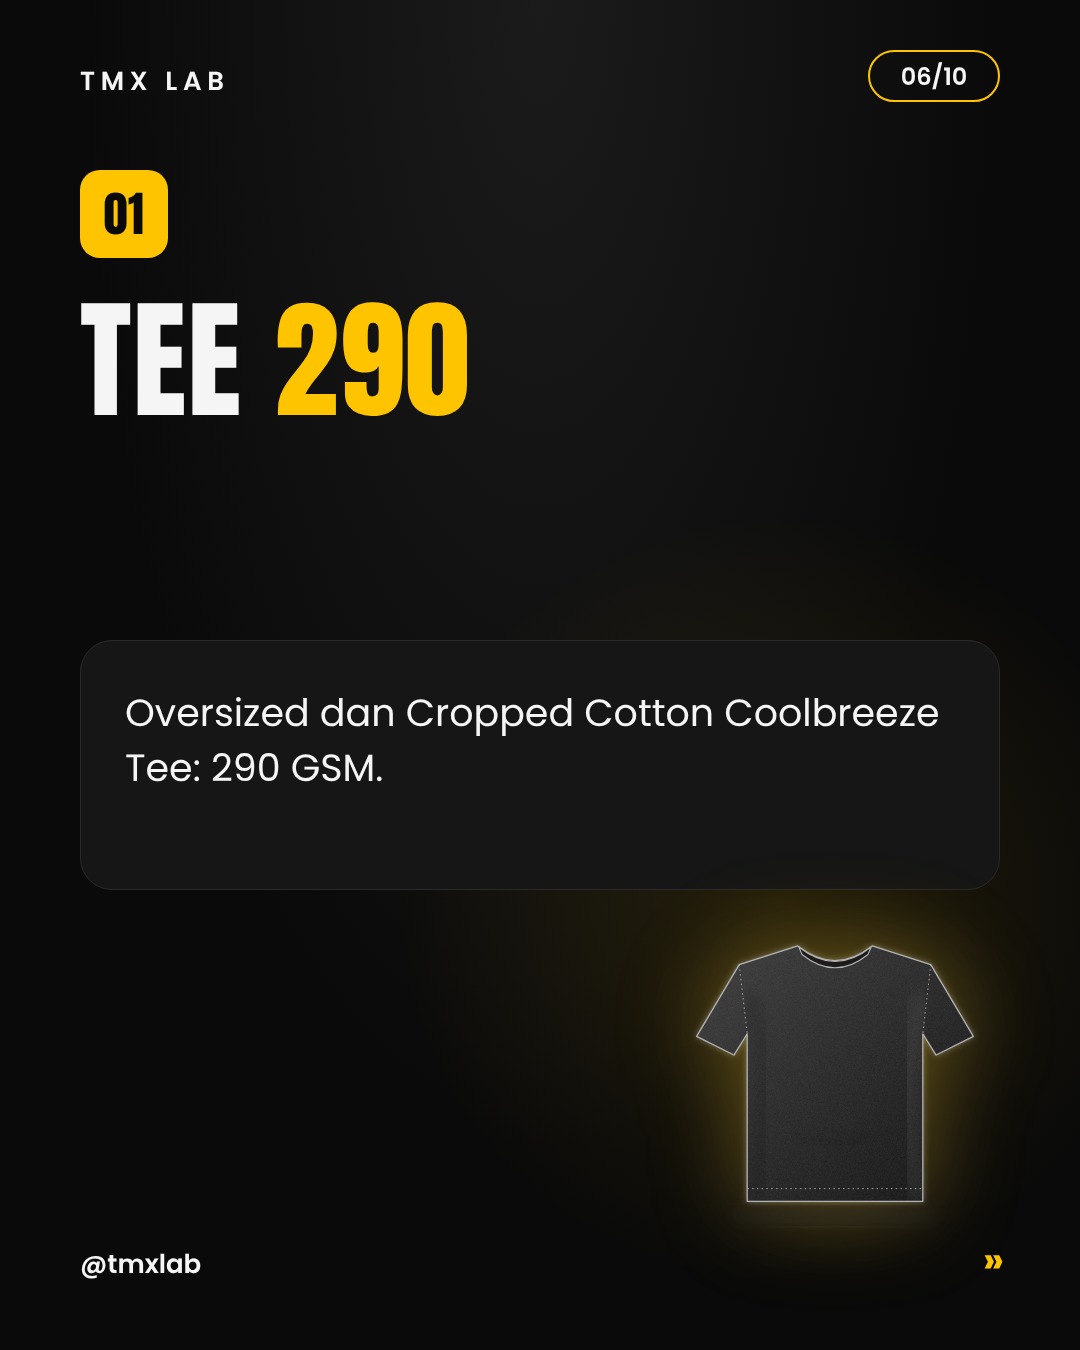 TMX LAB
06/10
01
TEE 290
Oversized dan Cropped Cotton Coolbreeze
Tee: 290 GSM.
@tmxlab
»